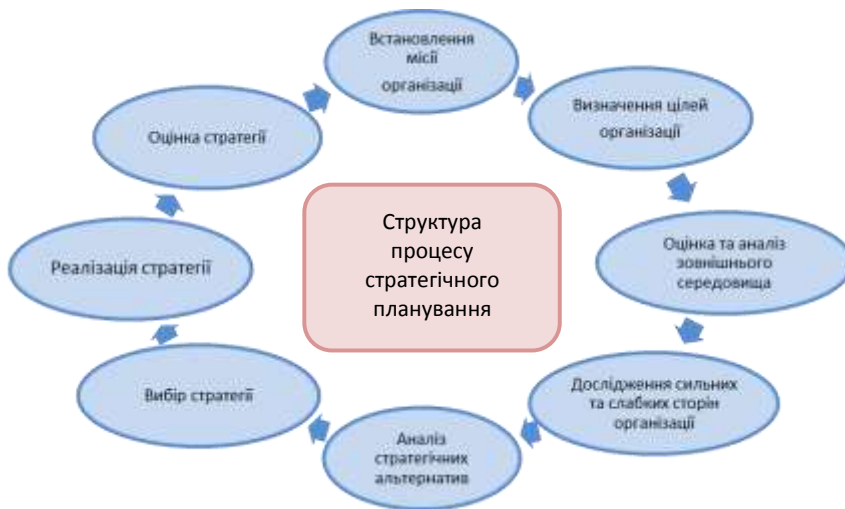 Встановлення
місії
організації
Визначення цілей
організації
Оцінка та аналіз
зовнішнього
середовища
Дослідження сильних
та слабких сторін
організації
Аналіз
стратегічних
альтернатив
Вибір стратегії
Реалізація стратегії
Оцінка стратегії
Структура
процесу
стратегічного
планування